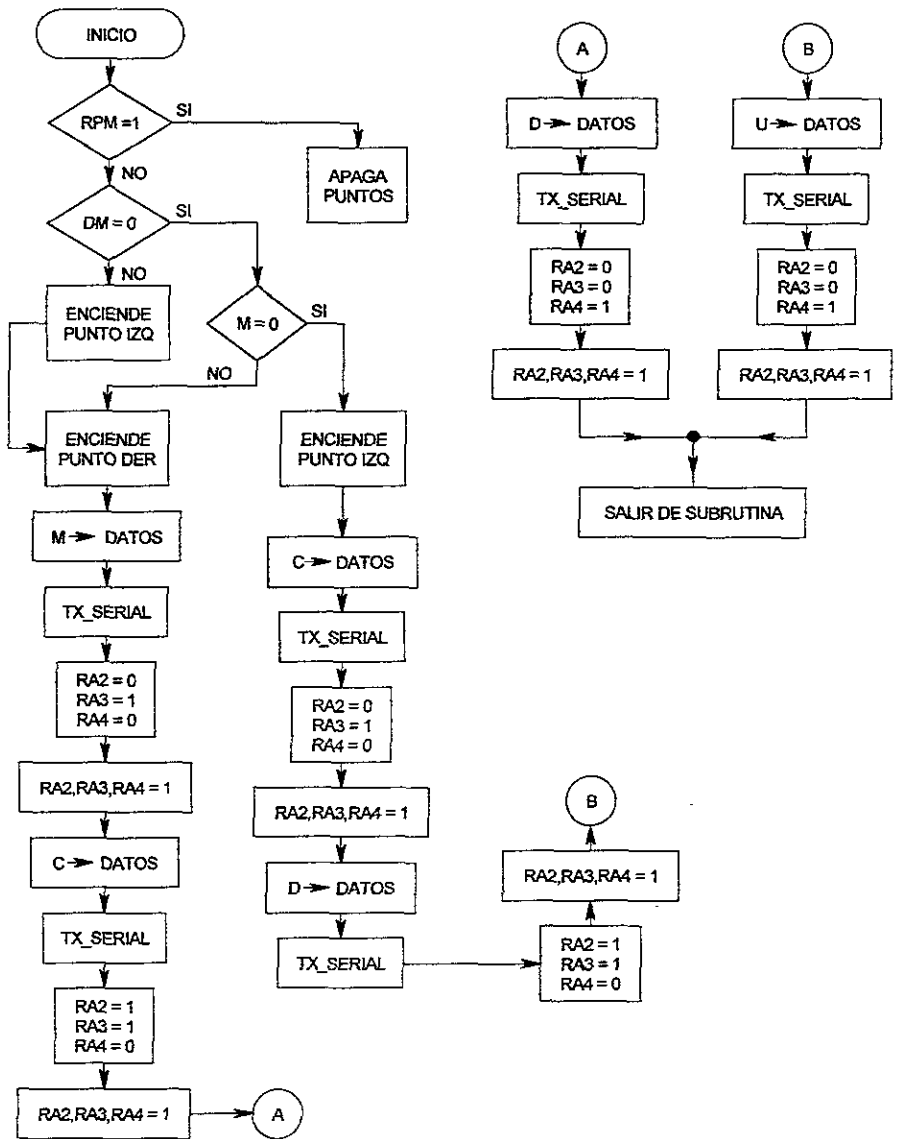 INICIO
RPM = 1
SI
NO
APAGA
PUNTOS
DM = 0
SI
NO
ENCIENDE
PUNTO IZQ
M = 0
SI
NO
ENCIENDE
PUNTO DER
M → DATOS
TX_SERIAL
RA2 = 0
RA3 = 1
RA4 = 0
RA2,RA3,RA4 = 1
C → DATOS
TX_SERIAL
RA2 = 1
RA3 = 1
RA4 = 0
RA2,RA3,RA4 = 1
A
ENCIENDE
PUNTO IZQ
C → DATOS
TX_SERIAL
RA2 = 0
RA3 = 1
RA4 = 0
RA2,RA3,RA4 = 1
D → DATOS
TX_SERIAL
RA2 = 1
RA3 = 1
RA4 = 0
RA2,RA3,RA4 = 1
B
A
D → DATOS
TX_SERIAL
RA2 = 0
RA3 = 0
RA4 = 1
RA2,RA3,RA4 = 1
B
U → DATOS
TX_SERIAL
RA2 = 0
RA3 = 0
RA4 = 1
RA2,RA3,RA4 = 1
SALIR DE SUBRUTINA